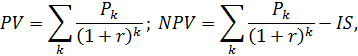 PV = ∑_k P_k/(1 + r)^k ; NPV = ∑_k P_k/(1 + r)^k − IS,